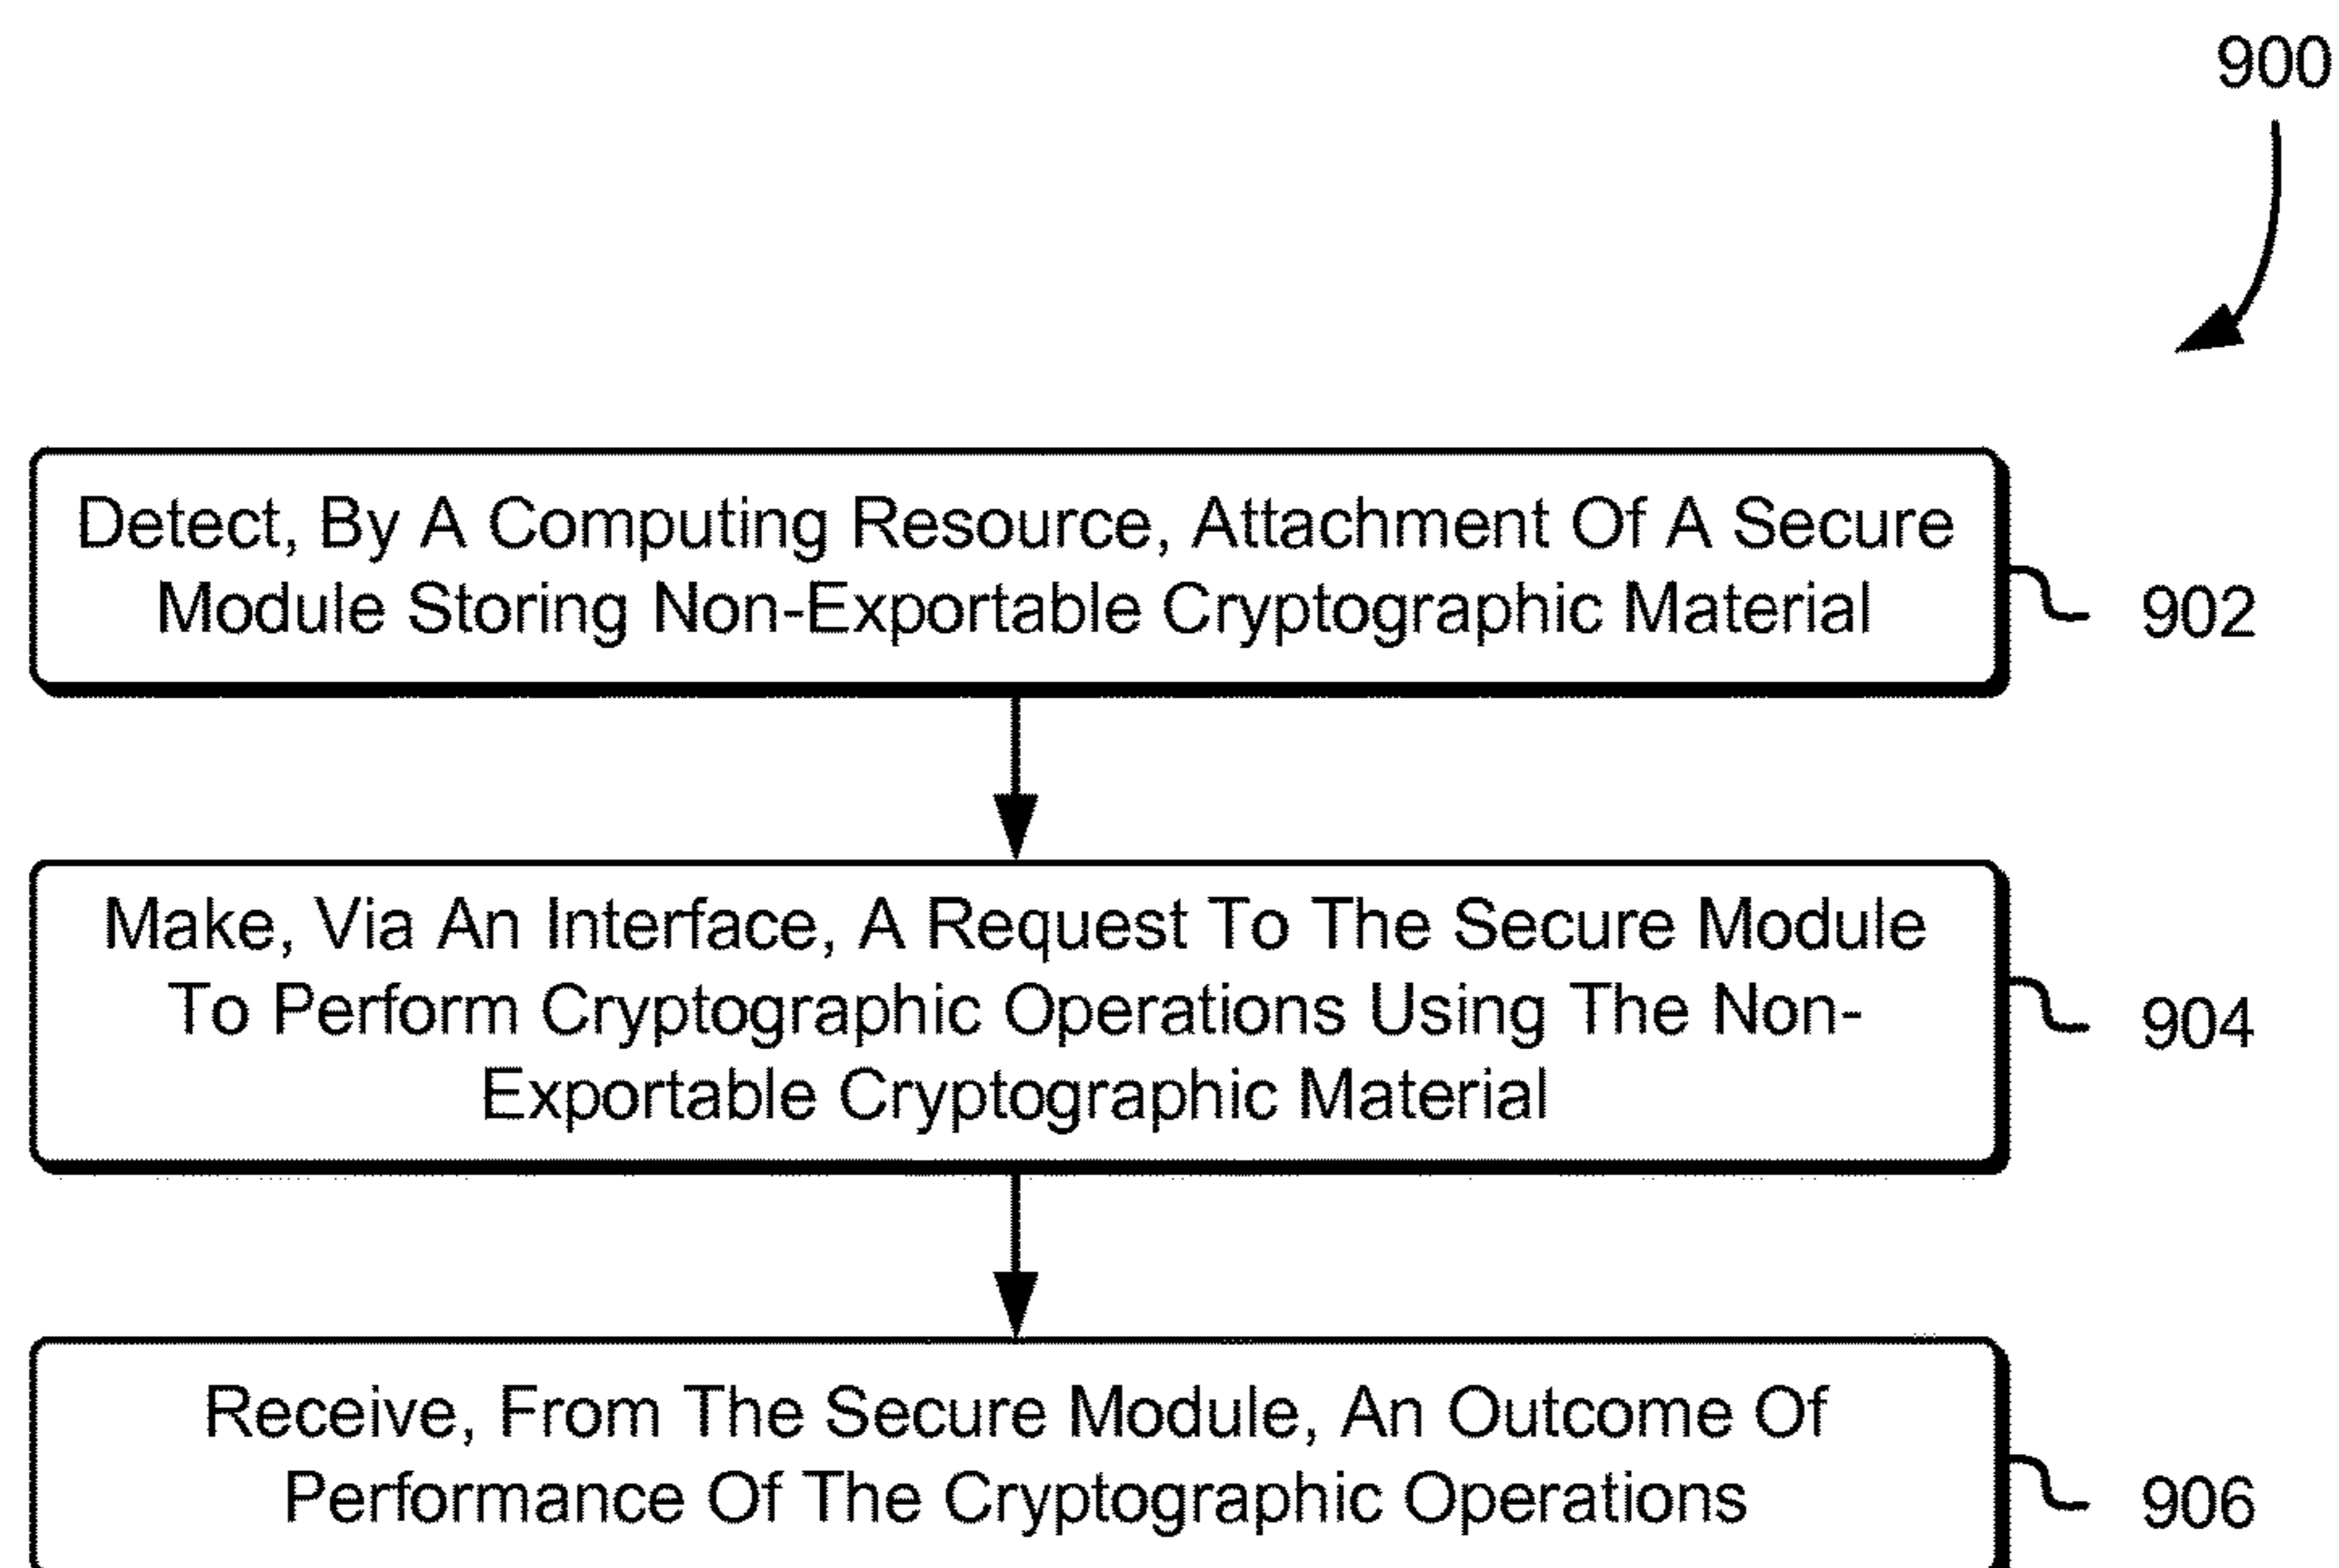 900
Detect, By A Computing Resource, Attachment Of A Secure
Module Storing Non-Exportable Cryptographic Material
902
Make, Via An Interface, A Request To The Secure Module
To Perform Cryptographic Operations Using The Non-
Exportable Cryptographic Material
904
Receive, From The Secure Module, An Outcome Of
Performance Of The Cryptographic Operations
906